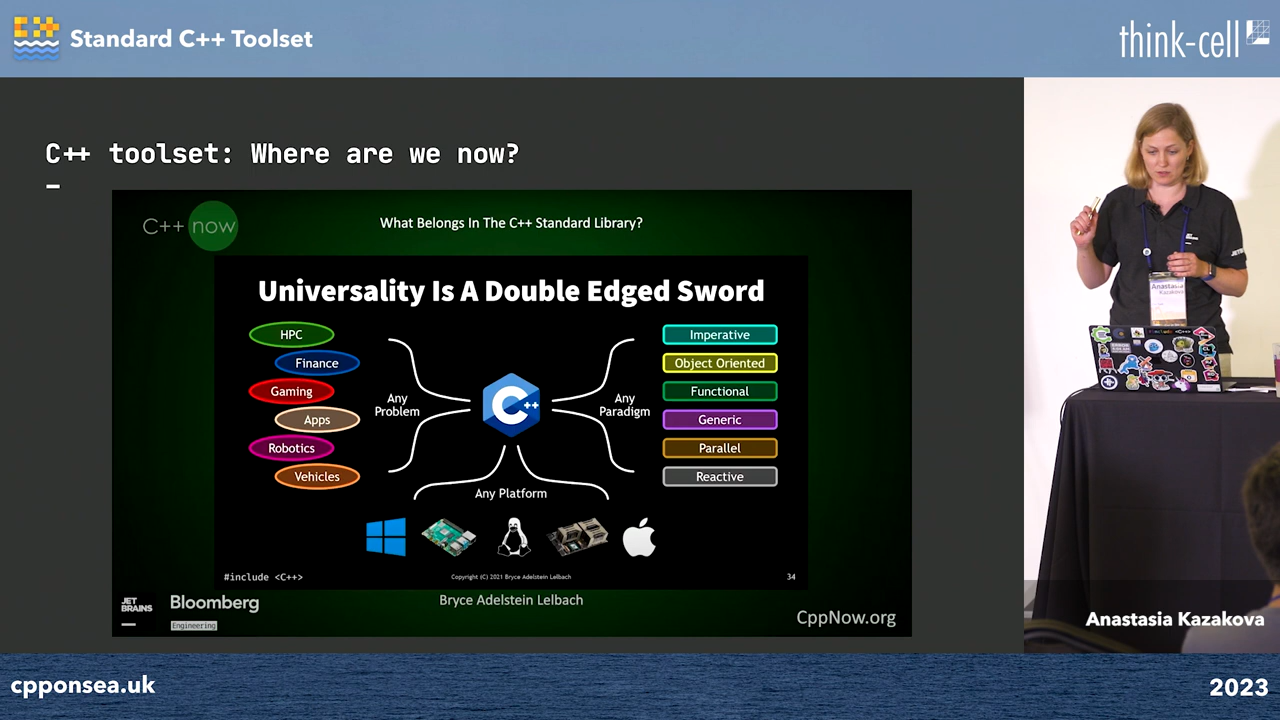 Standard C++ Toolset
think-cell
C++ toolset: Where are we now?
C++ now
What Belongs In The C++ Standard Library?
Universality Is A Double Edged Sword
HPC
Finance
Gaming
Apps
Robotics
Vehicles
Any
Problem
C++
Any
Paradigm
Imperative
Object Oriented
Functional
Generic
Parallel
Reactive
Any Platform
#include <C++>
Copyright (C) 2021 Bryce Adelstein Lelbach
34
JET
BRAINS
Bloomberg
Engineering
Bryce Adelstein Lelbach
CppNow.org
Anastasia
Kazakova
Anastasia Kazakova
cpponsea.uk
2023